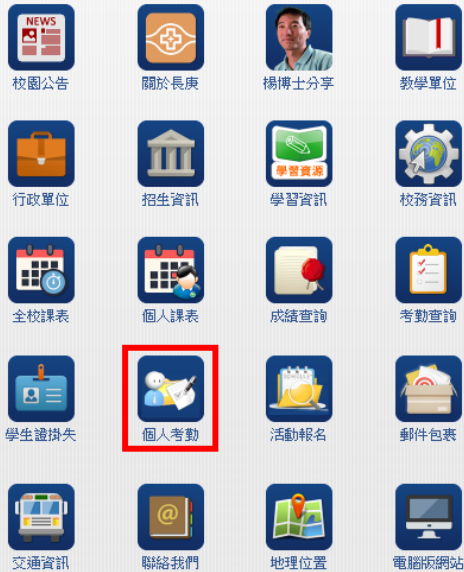 NEWS
校園公告
關於長庚
楊博士分享
教學單位
行政單位
招生資訊
學習資源
學習資訊
校務資訊
全校課表
個人課表
成績查詢
考勤查詢
學生證掛失
個人考勤
活動報名
郵件包裹
交通資訊
@
聯絡我們
地理位置
電腦版網站